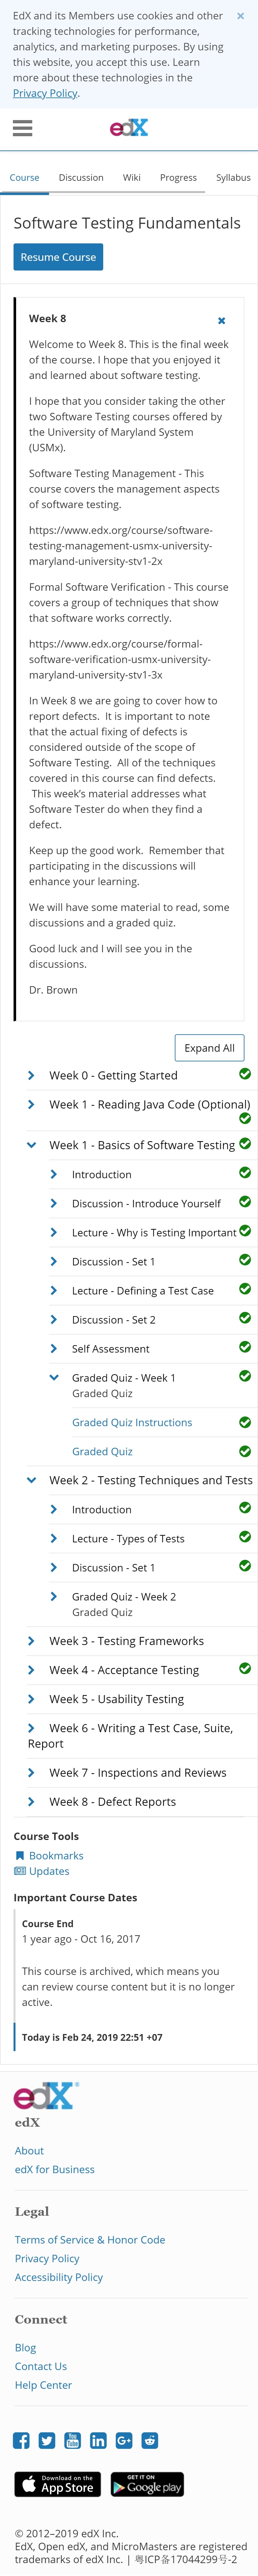 EdX and its Members use cookies and other
tracking technologies for performance,
analytics, and marketing purposes. By using
this website, you accept this use. Learn
more about these technologies in the
Privacy Policy.
edX
Course Discussion Wiki Progress Syllabus
Software Testing Fundamentals
Resume Course
Week 8
Welcome to Week 8. This is the final week
of the course. I hope that you enjoyed it
and learned about software testing.
I hope that you consider taking the other
two Software Testing courses offered by
the University of Maryland System
(USMx).
Software Testing Management - This
course covers the management aspects
of software testing.
https://www.edx.org/course/software-
testing-management-usmx-university-
maryland-university-stv1-2x
Formal Software Verification - This course
covers a group of techniques that show
that software works correctly.
https://www.edx.org/course/formal-
software-verification-usmx-university-
maryland-university-stv1-3x
In Week 8 we are going to cover how to
report defects.  It is important to note
that the actual fixing of defects is
considered outside of the scope of
Software Testing.  All of the techniques
covered in this course can find defects.
This week's material addresses what
Software Tester do when they find a
defect.
Keep up the good work.  Remember that
participating in the discussions will
enhance your learning.
We will have some material to read, some
discussions and a graded quiz.
Good luck and I will see you in the
discussions.
Dr. Brown
Expand All
Week 0 - Getting Started
Week 1 - Reading Java Code (Optional)
Week 1 - Basics of Software Testing
Introduction
Discussion - Introduce Yourself
Lecture - Why is Testing Important
Discussion - Set 1
Lecture - Defining a Test Case
Discussion - Set 2
Self Assessment
Graded Quiz - Week 1
Graded Quiz
Graded Quiz Instructions
Graded Quiz
Week 2 - Testing Techniques and Tests
Introduction
Lecture - Types of Tests
Discussion - Set 1
Graded Quiz - Week 2
Graded Quiz
Week 3 - Testing Frameworks
Week 4 - Acceptance Testing
Week 5 - Usability Testing
Week 6 - Writing a Test Case, Suite,
Report
Week 7 - Inspections and Reviews
Week 8 - Defect Reports
Course Tools
Bookmarks
Updates
Important Course Dates
Course End
1 year ago - Oct 16, 2017
This course is archived, which means you
can review course content but it is no longer
active.
Today is Feb 24, 2019 22:51 +07
edX
edX
About
edX for Business
Legal
Terms of Service & Honor Code
Privacy Policy
Accessibility Policy
Connect
Blog
Contact Us
Help Center
Download on the
App Store
GET IT ON
Google play
© 2012–2019 edX Inc.
EdX, Open edX, and MicroMasters are registered
trademarks of edX Inc. | 粤ICP备17044299号-2